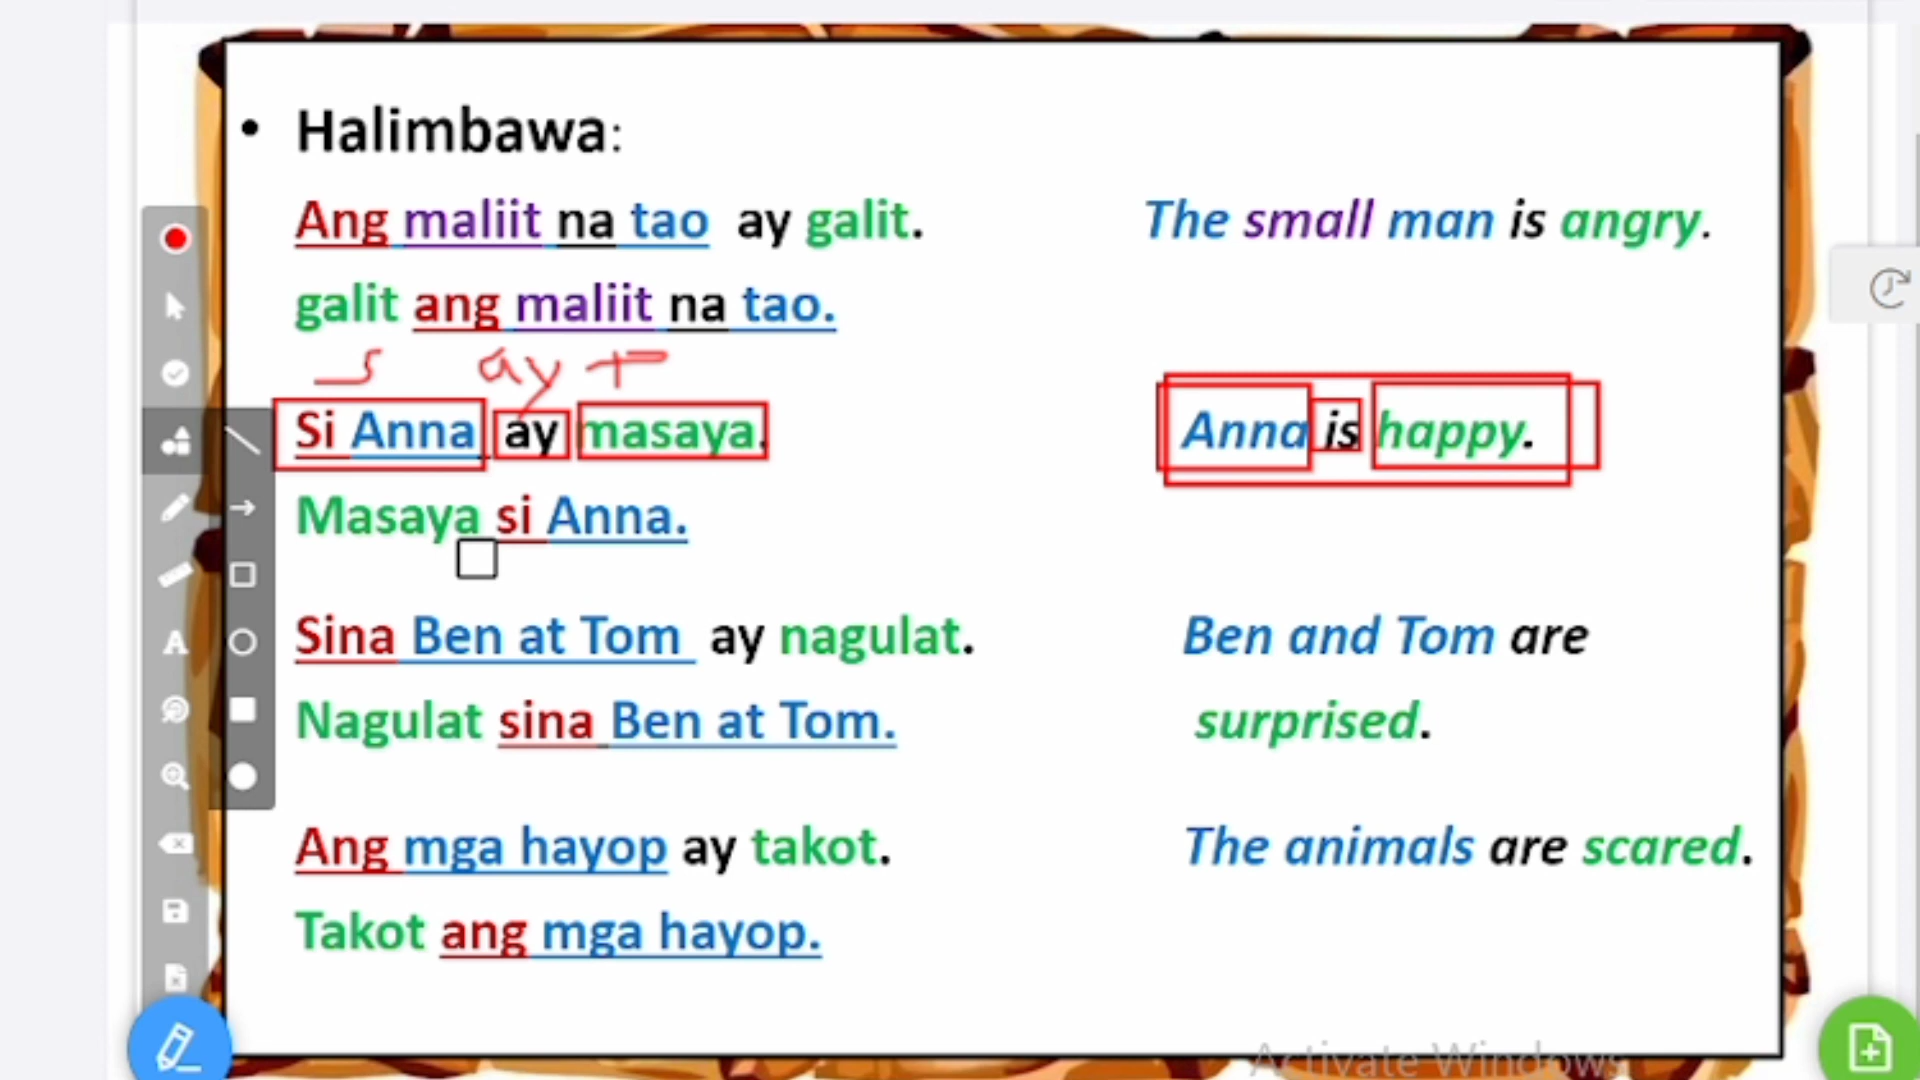 • Halimbawa:
Ang maliit na tao ay galit. The small man is angry.
galit ang maliit na tao.
S ay +
Si Anna ay masaya. Anna is happy.
Masaya si Anna.
Sina Ben at Tom ay nagulat. Ben and Tom are
Nagulat sina Ben at Tom. surprised.
Ang mga hayop ay takot. The animals are scared.
Takot ang mga hayop.
Activate Windows
A